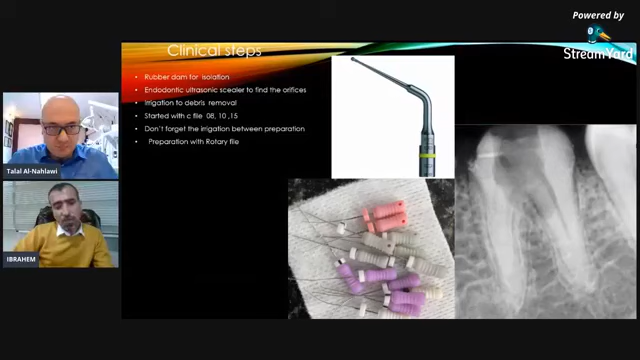 Powered by
StreamYard
Clinical steps
Rubber dam for isolation
Endodontic ultrasonic scealer to find the orifices
Irrigation to debris removal
Started with c file 08, 10 ,15
Don't forget the irrigation between preparation
Preparation with Rotary file
Talal Al-Nahlawi
IBRAHEM